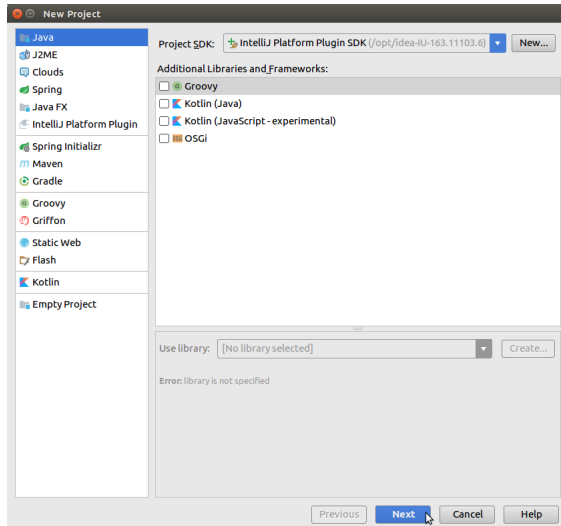 New Project
Java
J2ME
Clouds
Spring
Java FX
IntelliJ Platform Plugin
Spring Initializr
Maven
Gradle
Groovy
Griffon
Static Web
Flash
Kotlin
Empty Project
Project SDK: IntelliJ Platform Plugin SDK (/opt/idea-IU-163.11103.6) New...
Additional Libraries and Frameworks:
Groovy
Kotlin (Java)
Kotlin (JavaScript - experimental)
OSGi
Use library: [No library selected] Create...
Error: library is not specified
Previous Next Cancel Help